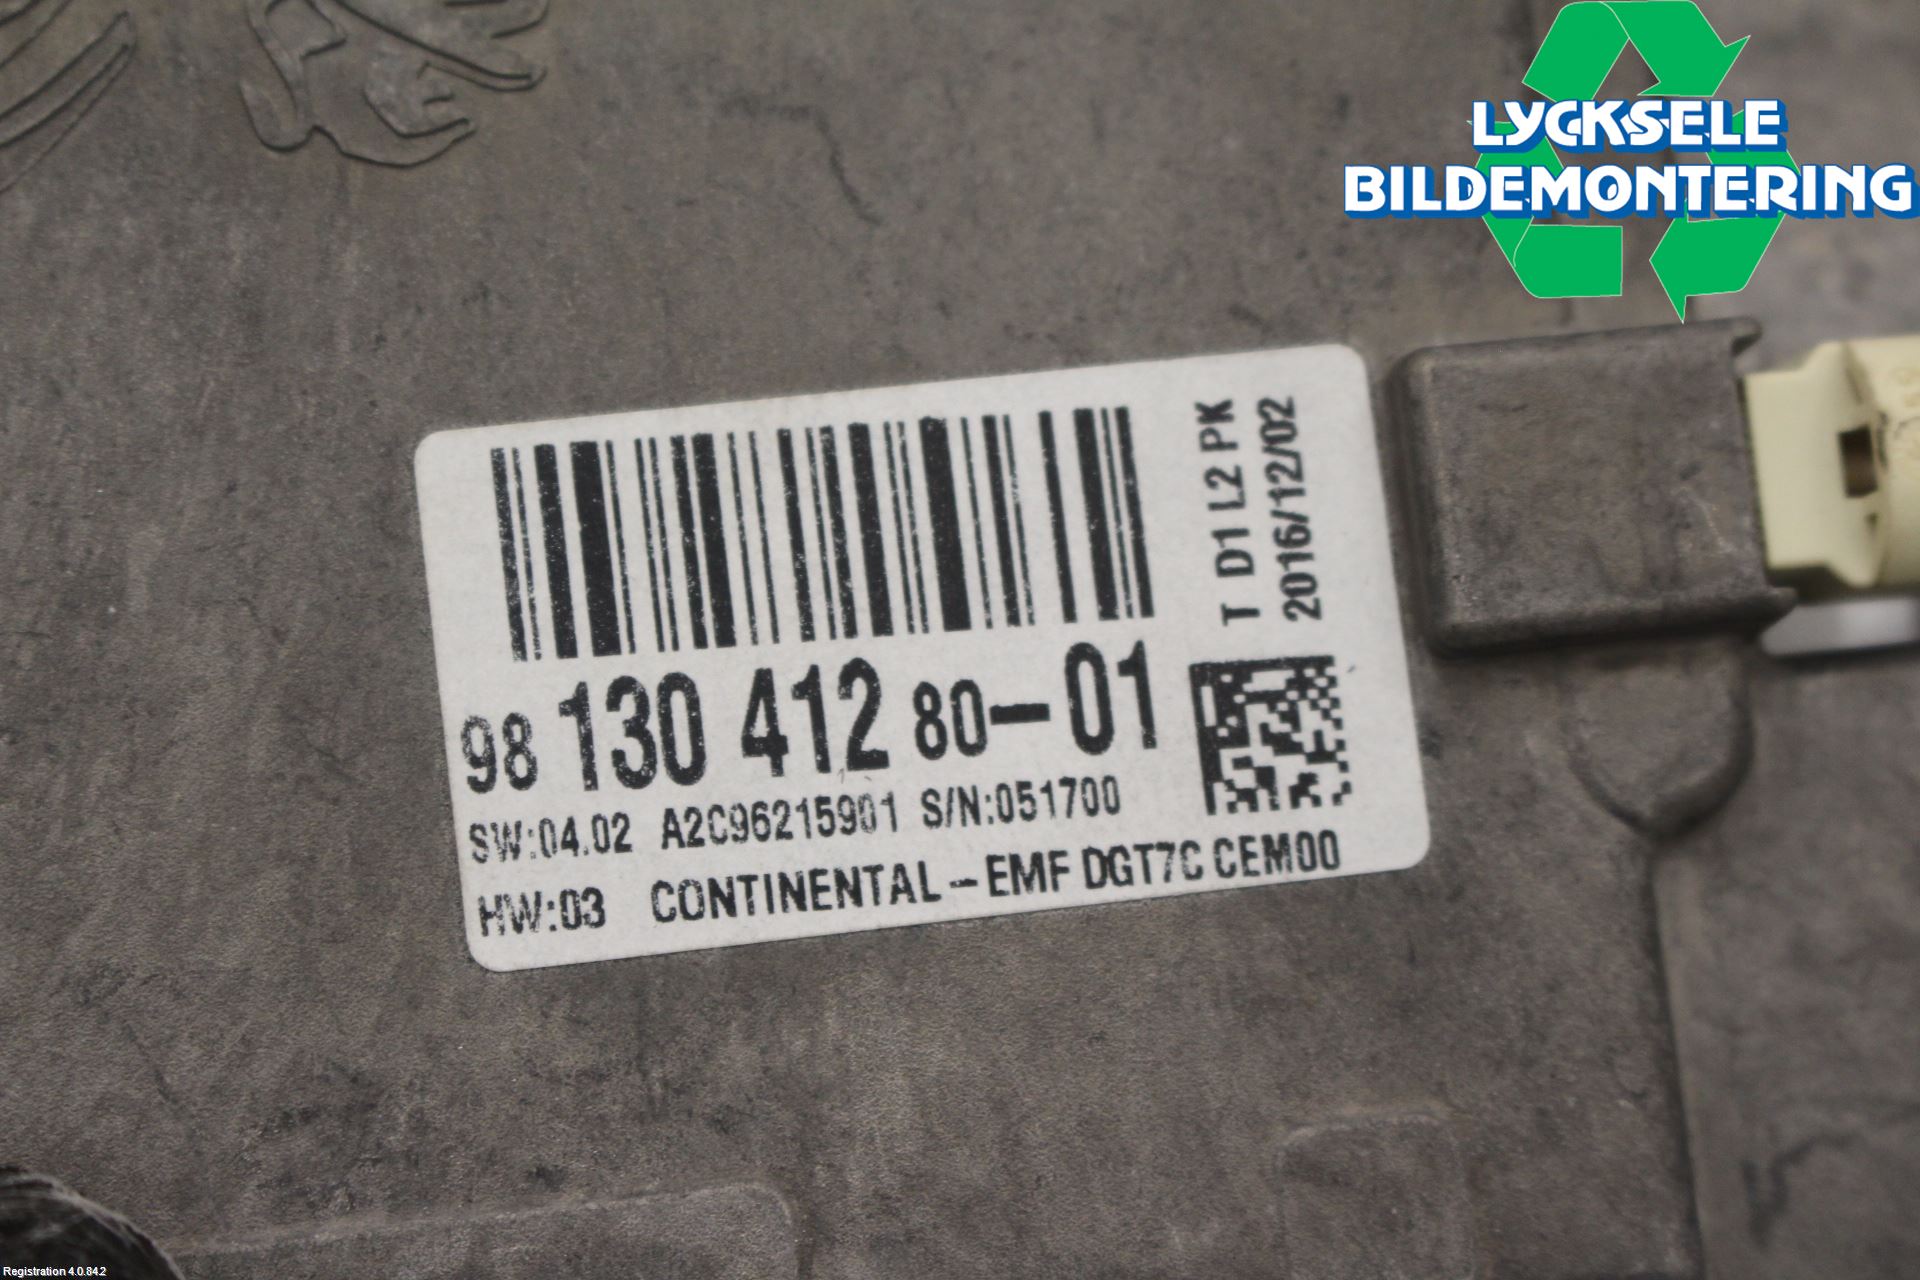 LYCKSELE
BILDEMONTERING
T D1 L2 PK
2016/12/02
98 130 412 80-01
SW:04.02 A2C96215901 S/N:051700
HW:03 CONTINENTAL-EMF DGT7C CEM00
Registration 4.0.84.2